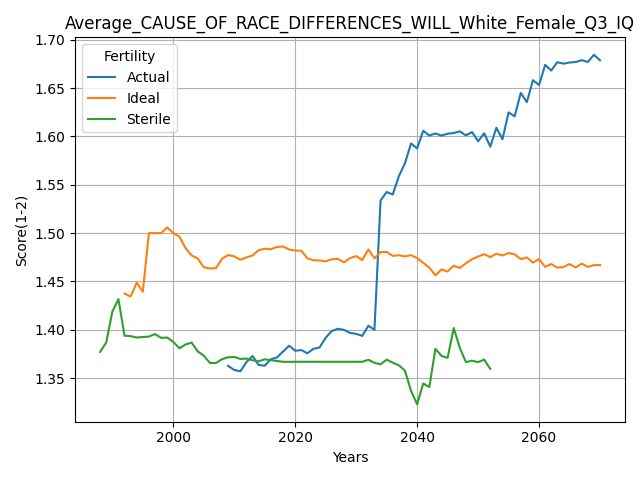 Average_CAUSE_OF_RACE_DIFFERENCES_WILL_White_Female_Q3_IQ
Fertility
Actual
Ideal
Sterile
Score(1-2)
1.70
1.65
1.60
1.55
1.50
1.45
1.40
1.35
2000 2020 2040 2060
Years